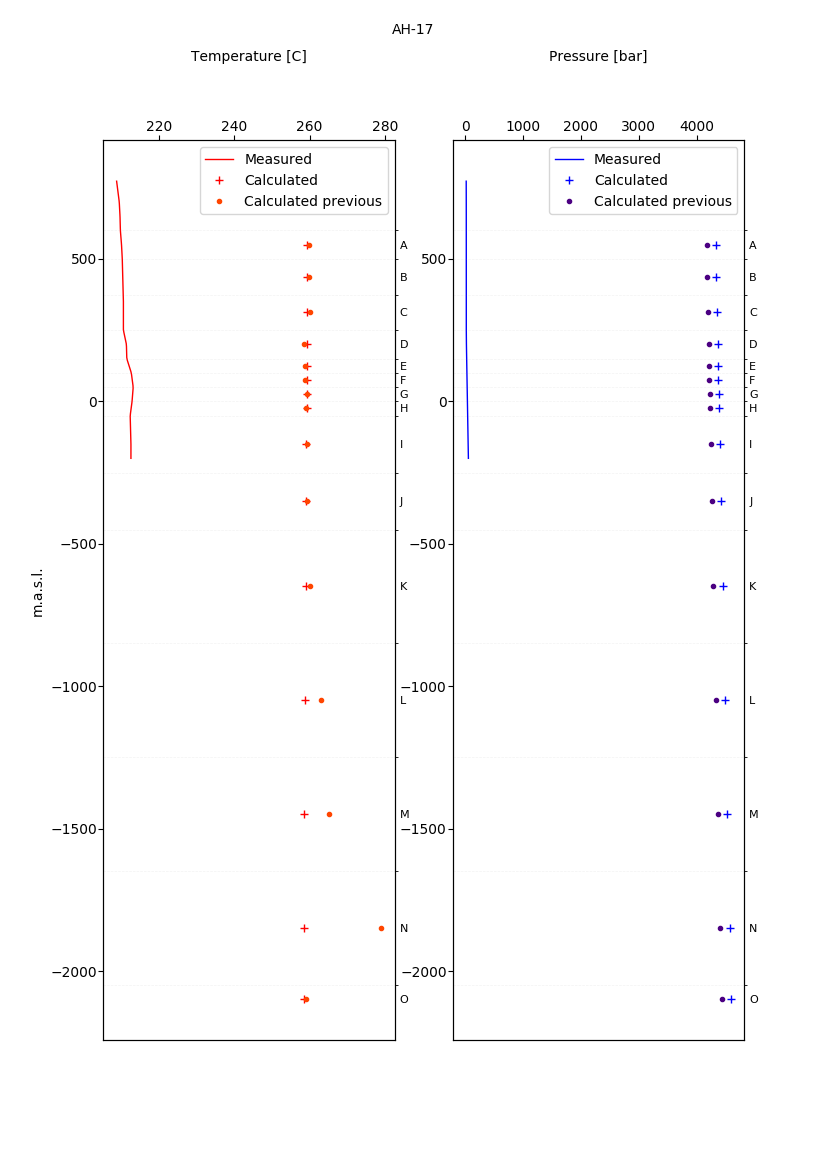 AH-17
Temperature [C]
Pressure [bar]
220 240 260 280
0 1000 2000 3000 4000
Measured
Calculated
Calculated previous
Measured
Calculated
Calculated previous
m.a.s.l.
500
0
−500
−1000
−1500
−2000
A
B
C
D
E
F
G
H
I
J
K
L
M
N
O
500
0
−500
−1000
−1500
−2000
A
B
C
D
E
F
G
H
I
J
K
L
M
N
O